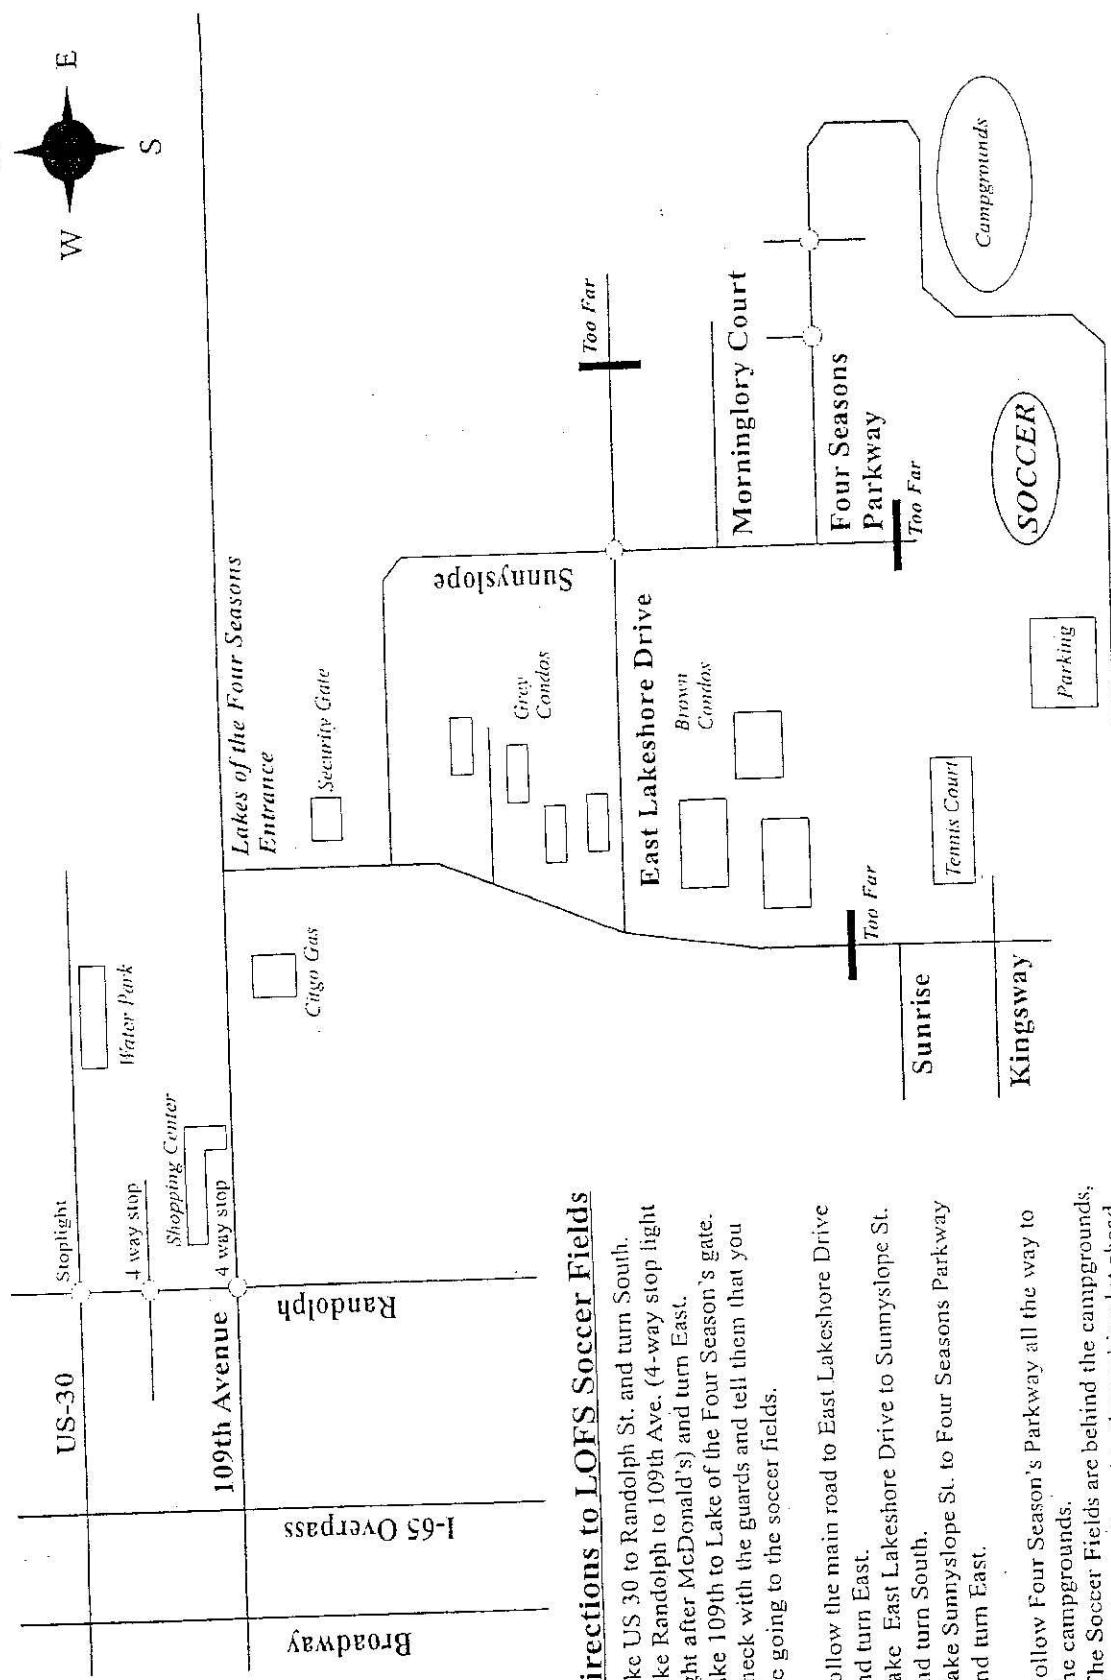 W
E
S
US-30
Stoplight
4 way stop
Shopping Center
Water Park
109th Avenue
4 way stop
Randolph
I-65 Overpass
Broadway
Citgo Gas
Lakes of the Four Seasons
Entrance
Security Gate
Sunnyslope
Grey
Condos
Too Far
East Lakeshore Drive
Brown
Condos
Morninglory Court
Four Seasons
Parkway
Too Far
Too Far
Sunrise
Kingsway
Tennis Court
Parking
SOCCER
Campgrounds
irections to LOFS Soccer Fields
ke US 30 to Randolph St. and turn South.
ke Randolph to 109th Ave. (4-way stop light
ht after McDonald's) and turn East.
ake 109th to Lake of the Four Season's gate.
heck with the guards and tell them that you
e going to the soccer fields.
ollow the main road to East Lakeshore Drive
nd turn East.
ake East Lakeshore Drive to Sunnyslope St.
nd turn South.
ake Sunnyslope St. to Four Seasons Parkway
nd turn East.
ollow Four Season's Parkway all the way to
he campgrounds.
The Soccer Fields are behind the campgrounds,